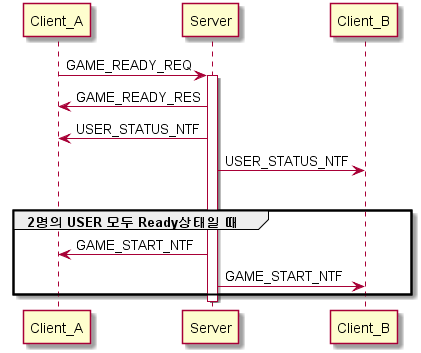 Client_A Server Client_B
GAME_READY_REQ
GAME_READY_RES
USER_STATUS_NTF
USER_STATUS_NTF
2명의 USER 모두 Ready상태일 때
GAME_START_NTF
GAME_START_NTF
Client_A Server Client_B